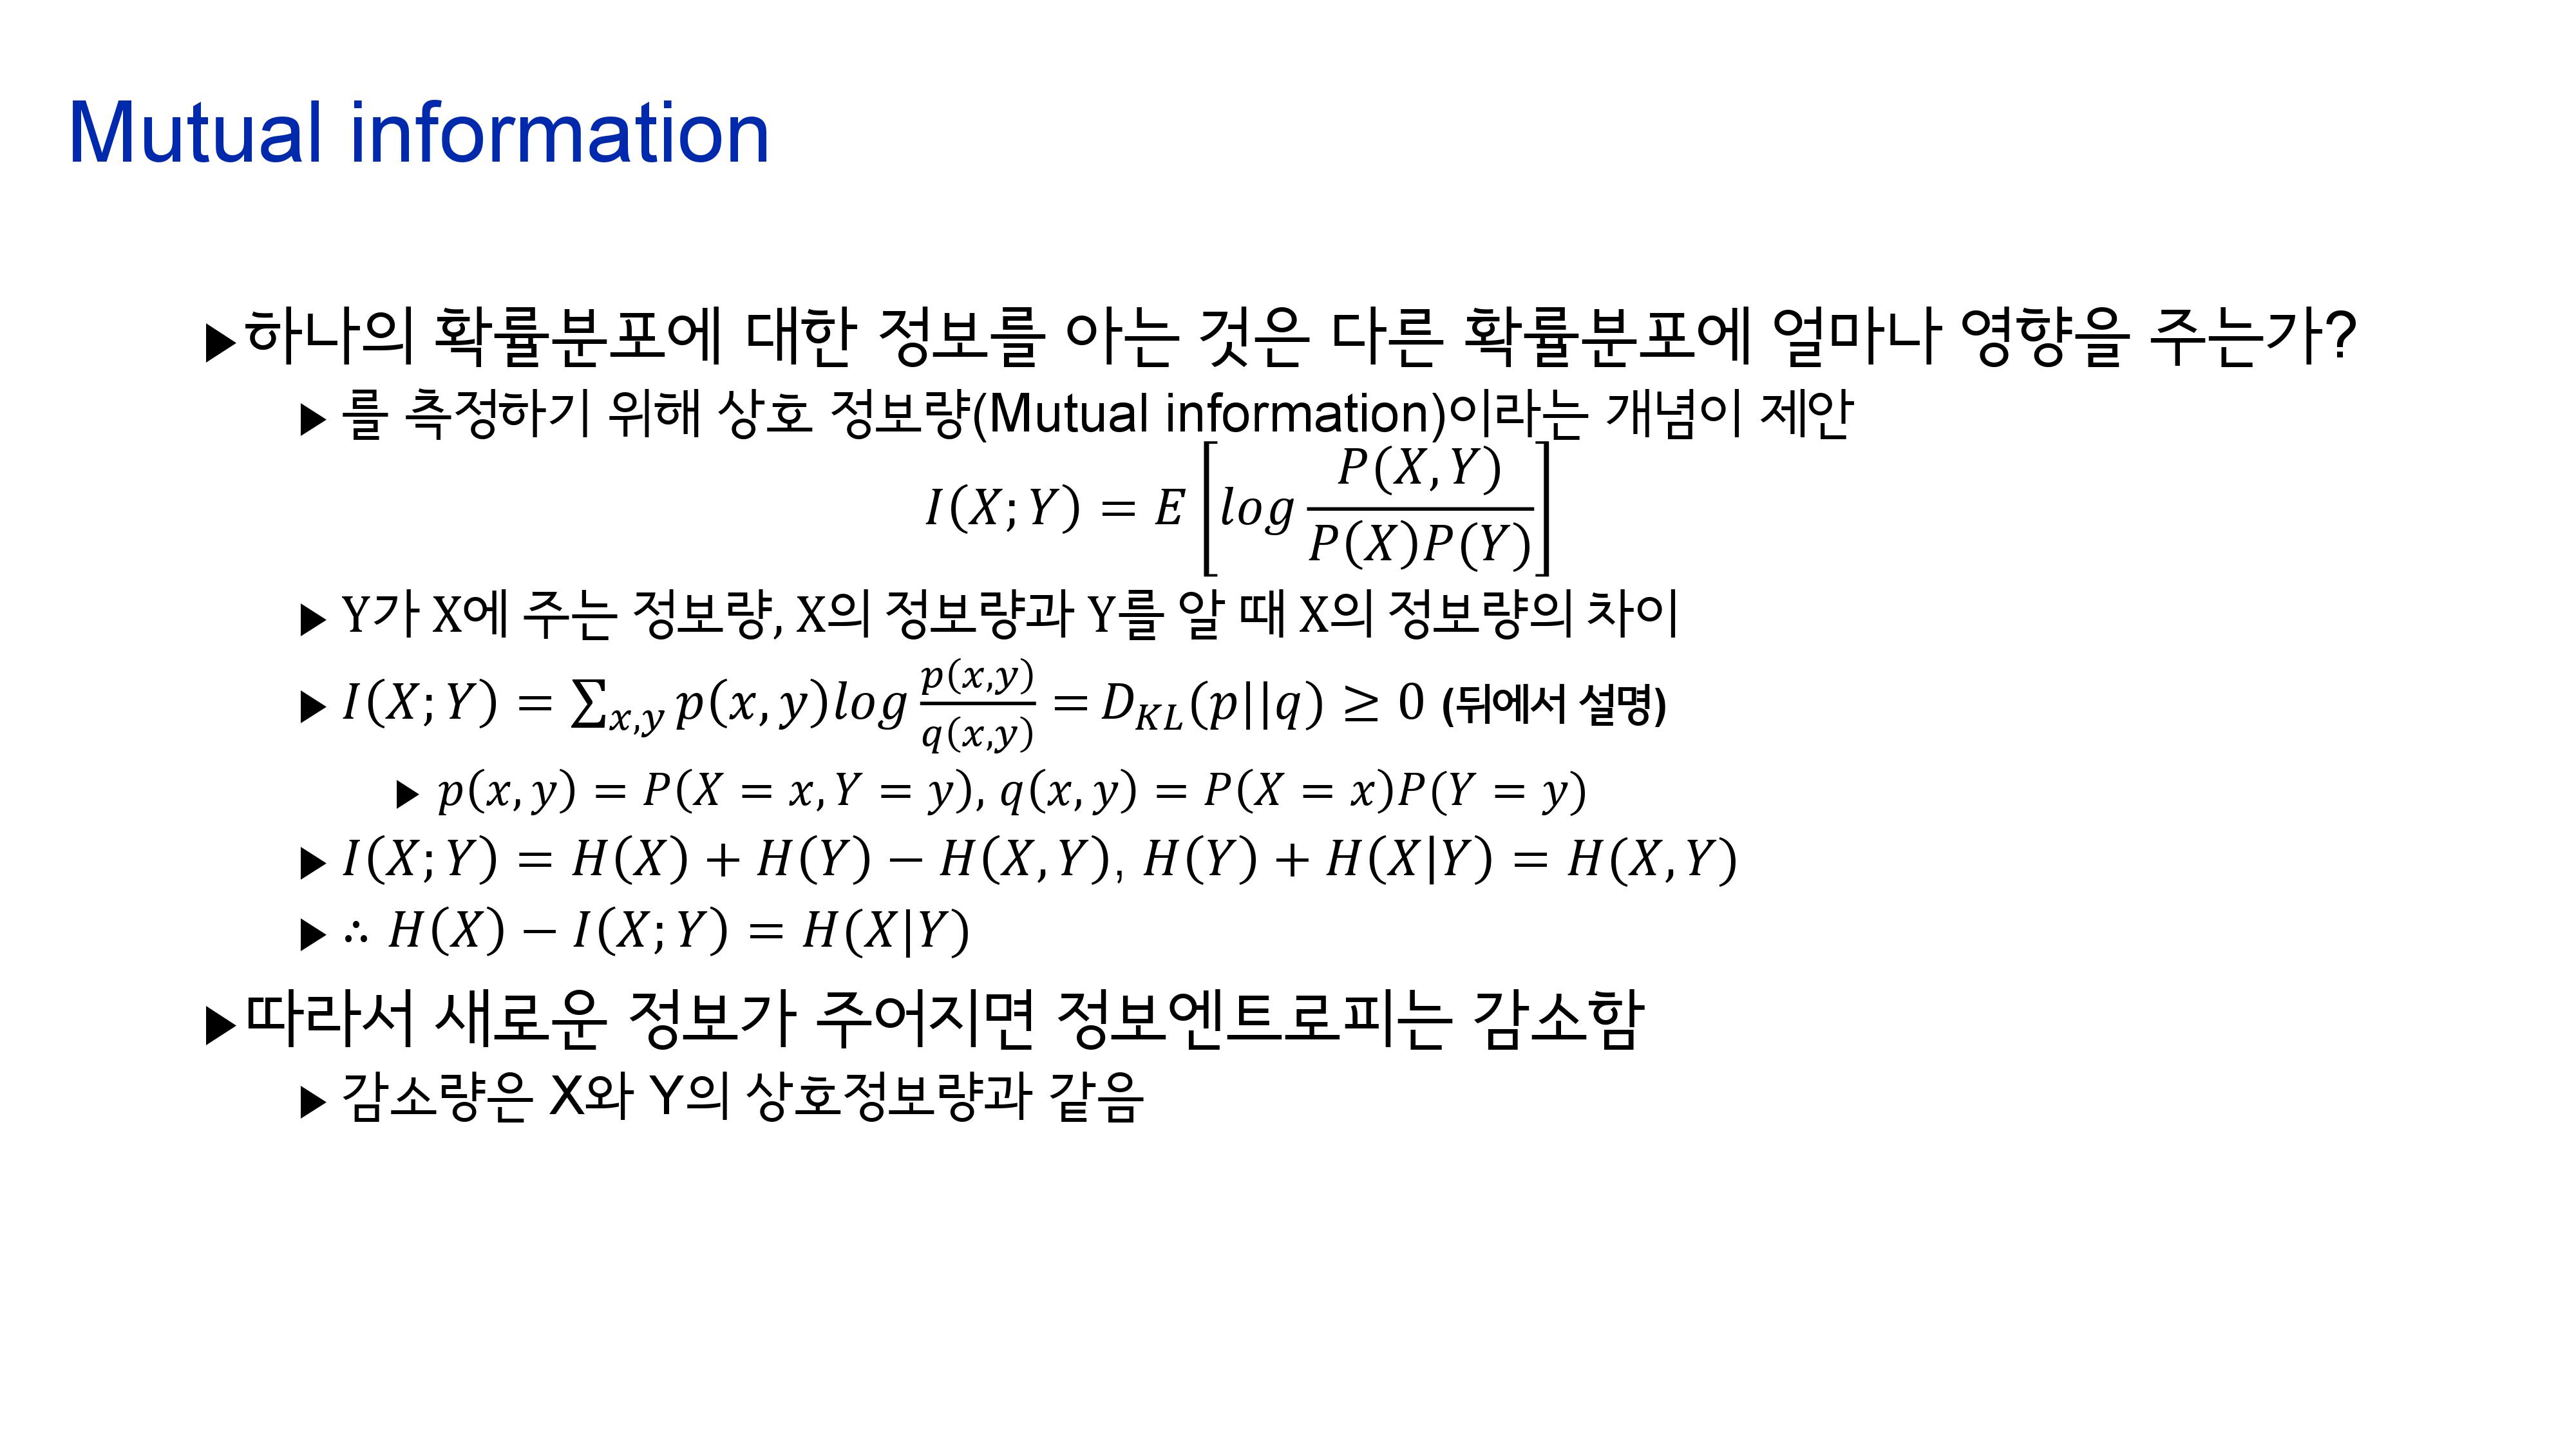 Mutual information
▶하나의 확률분포에 대한 정보를 아는 것은 다른 확률분포에 얼마나 영향을 주는가?
▶ 를 측정하기 위해 상호 정보량(Mutual information)이라는 개념이 제안
I(X;Y) = E[log P(X,Y)/P(X)P(Y)]
▶ Y가 X에 주는 정보량, X의 정보량과 Y를 알 때 X의 정보량의 차이
▶ I(X;Y) = ∑_{x,y} p(x,y)log p(x,y)/q(x,y) = D_{KL}(p||q) ≥ 0 (뒤에서 설명)
▶ p(x,y) = P(X = x,Y = y), q(x,y) = P(X = x)P(Y = y)
▶ I(X;Y) = H(X) + H(Y) − H(X,Y), H(Y) + H(X|Y) = H(X,Y)
▶ ∴ H(X) − I(X;Y) = H(X|Y)
▶따라서 새로운 정보가 주어지면 정보엔트로피는 감소함
▶ 감소량은 X와 Y의 상호정보량과 같음